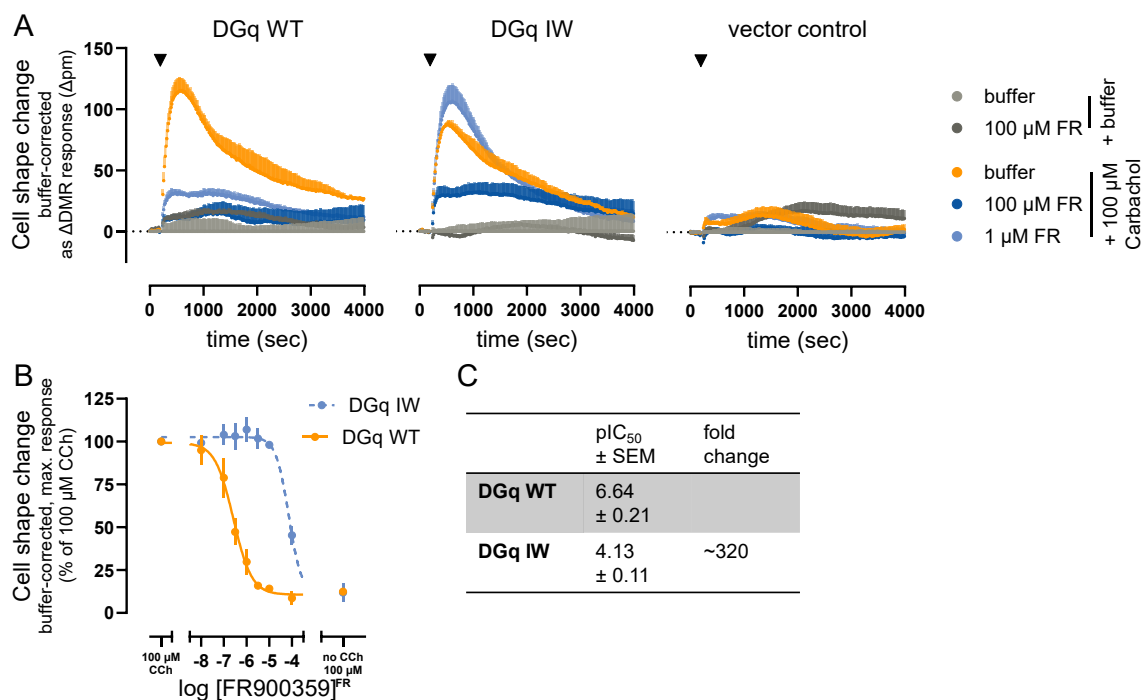 A
DGq WT
DGq IW
vector control
Cell shape change
buffer-corrected
as ΔDMR response (Δpm)
150
100
50
0
0 1000 2000 3000 4000
0 1000 2000 3000 4000
0 1000 2000 3000 4000
time (sec)
time (sec)
time (sec)
buffer
100 µM FR
+ buffer
buffer
100 µM FR
1 µM FR
+ 100 µM
Carbachol
B
Cell shape change
buffer-corrected, max. response
(% of 100 µM CCh)
125
100
75
50
25
0
DGq IW
DGq WT
100 µM
CCh
-8 -7 -6 -5 -4
no CCh
100 µM
FR
log [FR900359]
C
pIC50
± SEM
fold
change
DGq WT
6.64
± 0.21
DGq IW
4.13
± 0.11
~320